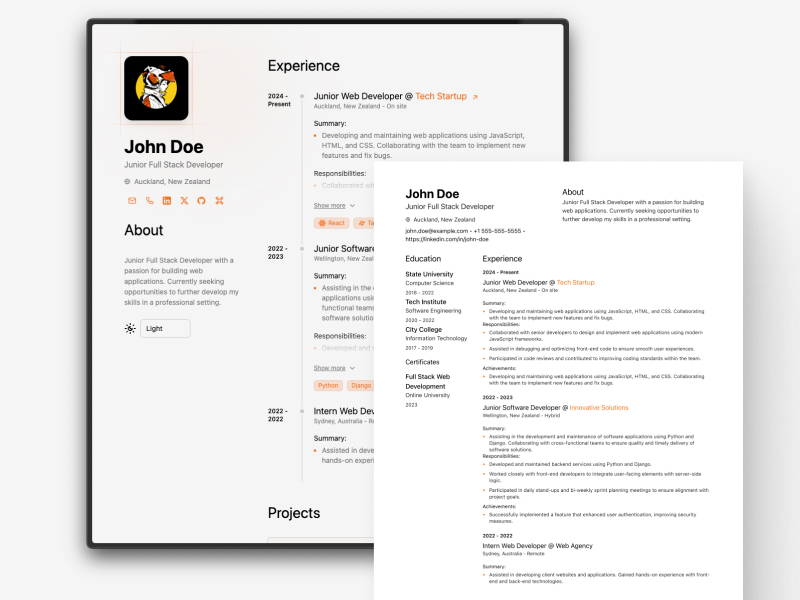 John Doe
Junior Full Stack Developer
Auckland, New Zealand
About
Junior Full Stack Developer with a
passion for building web
applications. Currently seeking
opportunities to further develop my
skills in a professional setting.
Light
Experience
2024 -
Present
Junior Web Developer @ Tech Startup
Auckland, New Zealand - On site
Summary:
Developing and maintaining web applications using JavaScript,
HTML, and CSS. Collaborating with the team to implement new
features and fix bugs.
Responsibilities:
Collaborated wh
Show more
React
Ta
2022 -
2023
Junior Software
Wellington, New Zeal
Summary:
Assisting in the
applications usin
functional teams
software solutio
Responsibilities:
Developed and
Show more
Python
Django
2022 -
2022
Intern Web Dev
Sydney, Australia - Re
Summary:
Assisted in deve
hands-on experi
Projects
John Doe
Junior Full Stack Developer
Auckland, New Zealand
john.doe@example.com • +1 555-555-5555 •
https://linkedin.com/in/john-doe
About
Junior Full Stack Developer with a passion for building
web applications. Currently seeking opportunities to
further develop my skills in a professional setting.
Education
State University
Computer Science
2018 - 2022
Tech Institute
Software Engineering
2020 - 2022
City College
Information Technology
2017 - 2019
Certificates
Full Stack Web
Development
Online University
2023
Experience
2024 - Present
Junior Web Developer @ Tech Startup
Auckland, New Zealand - On site
Summary:
Developing and maintaining web applications using JavaScript, HTML, and CSS. Collaborating
with the team to implement new features and fix bugs.
Responsibilities:
Collaborated with senior developers to design and implement web applications using modern
JavaScript frameworks.
Assisted in debugging and optimizing front-end code to ensure smooth user experiences.
Participated in code reviews and contributed to improving coding standards within the team.
Achievements:
Developing and maintaining web applications using JavaScript, HTML, and CSS. Collaborating
with the team to implement new features and fix bugs.
2022 - 2023
Junior Software Developer @ Innovative Solutions
Wellington, New Zealand - Hybrid
Summary:
Assisting in the development and maintenance of software applications using Python and
Django. Collaborating with cross-functional teams to ensure quality and timely delivery of
software solutions.
Responsibilities:
Developed and maintained backend services using Python and Django.
Worked closely with front-end developers to integrate user-facing elements with server-side
logic.
Participated in daily stand-ups and bi-weekly sprint planning meetings to ensure alignment with
project goals.
Achievements:
Successfully implemented a feature that enhanced user authentication, improving security
measures.
2022 - 2022
Intern Web Developer @ Web Agency
Sydney, Australia - Remote
Summary:
Assisted in developing client websites and applications. Gained hands-on experience with front-
end and back-end technologies.